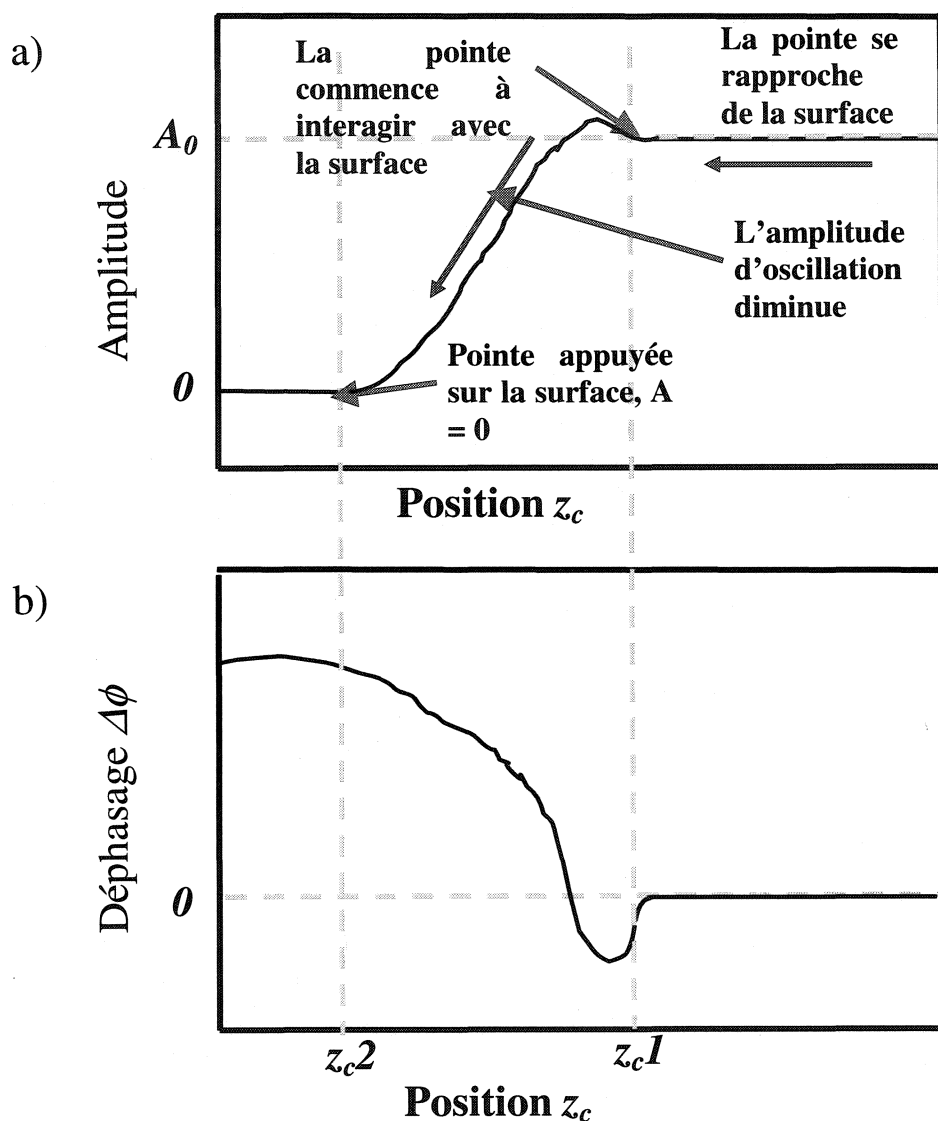 a)
La pointe
commence à
interagir avec
la surface
La pointe se
rapproche
de la surface
A0
Amplitude
L'amplitude
d'oscillation
diminue
Pointe appuyée
sur la surface, A
= 0
0
Position zc
b)
Déphasage Δϕ
0
zc2
zc1
Position zc